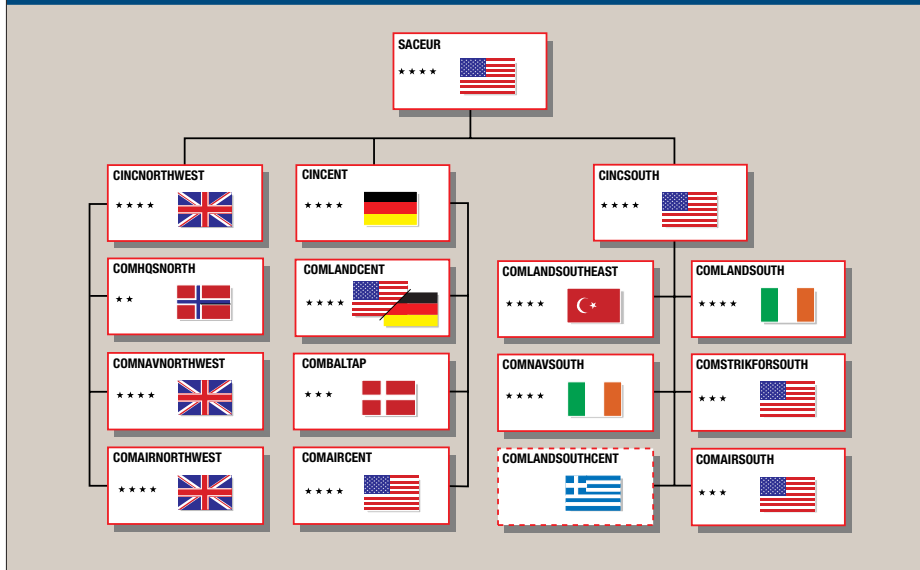 SACEUR
★★★★
CINCNORTHWEST
★★★★
CINCENT
★★★★
CINCSOUTH
★★★★
COMHQSNORTH
★★
COMLANDCENT
★★★★
COMLANDSOUTHEAST
★★★★
COMLANDSOUTH
★★★★
COMNAVNORTHWEST
★★★★
COMBALTAP
★★★
COMNAVSOUTH
★★★★
COMSTRIKFORSOUTH
★★★
COMAIRNORTHWEST
★★★★
COMAIRCENT
★★★★
COMLANDSOUTHCENT
COMAIRSOUTH
★★★